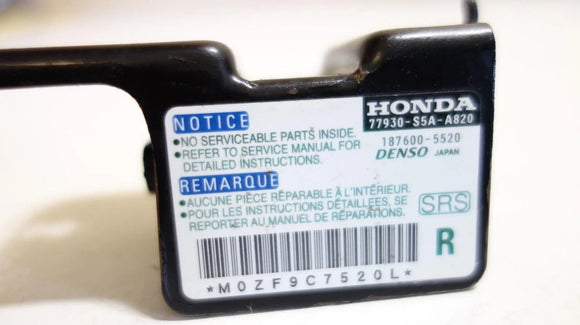 HONDA
77930-S5A-A820
187600-5520
DENSO JAPAN
NOTICE
•NO SERVICEABLE PARTS INSIDE.
•REFER TO SERVICE MANUAL FOR
DETAILED INSTRUCTIONS.
REMARQUE
•AUCUNE PIÈCE RÉPARABLE À L'INTÉRIEUR.
•POUR LES INSTRUCTIONS DÉTAILLÉES, SE
REPORTER AU MANUEL DE RÉPARATIONS.
SRS
R
*M0ZF9C7520L*